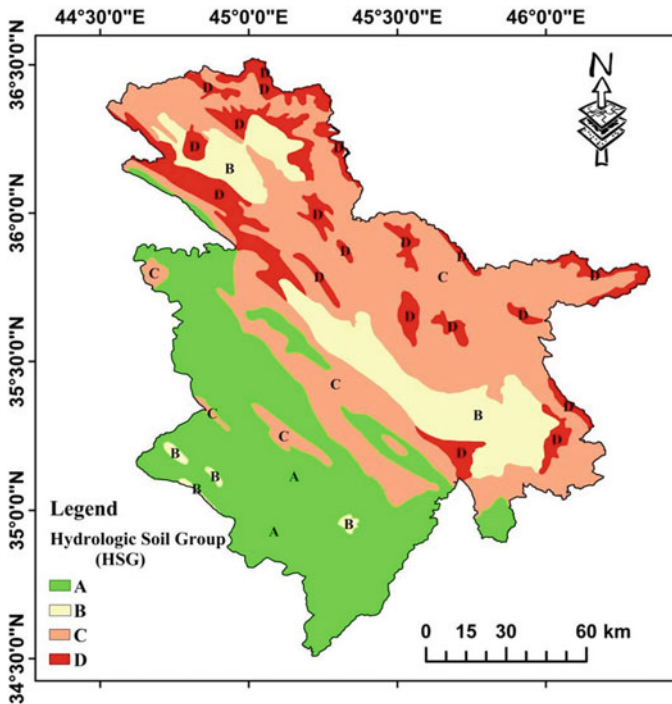 44°30'0"E 45°0'0"E 45°30'0"E 46°0'0"E
36°30'0"N
36°0'0"N
35°30'0"N
35°0'0"N
34°30'0"N
N
D
D
D
D
D
D
B
D
D
D
D
D
D
D
C
C
D
D
D
D
C
B
D
C
C
D
D
B
B
A
B
B
A
Legend
Hydrologic Soil Group
(HSG)
A
B
C
D
0 15 30 60 km